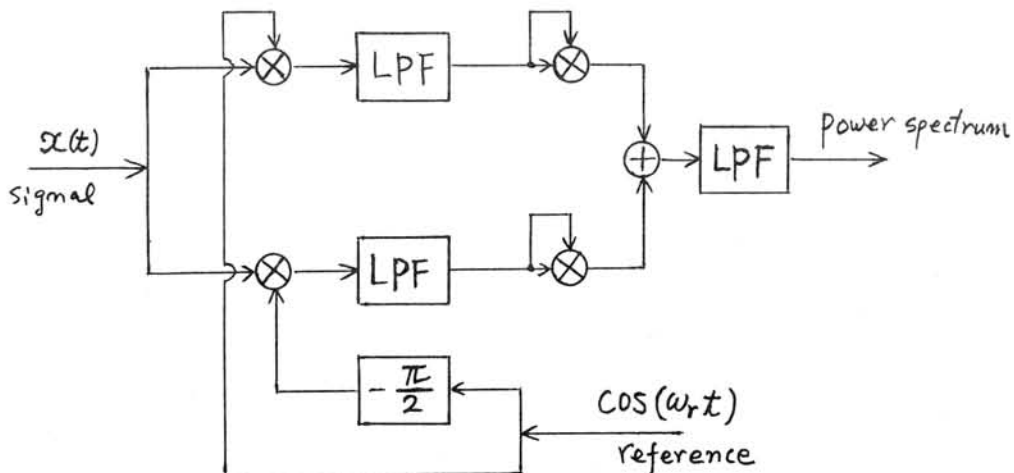 LPF
x(t)
signal
LPF
power spectrum
LPF
-π/2
cos(ωrt)
reference